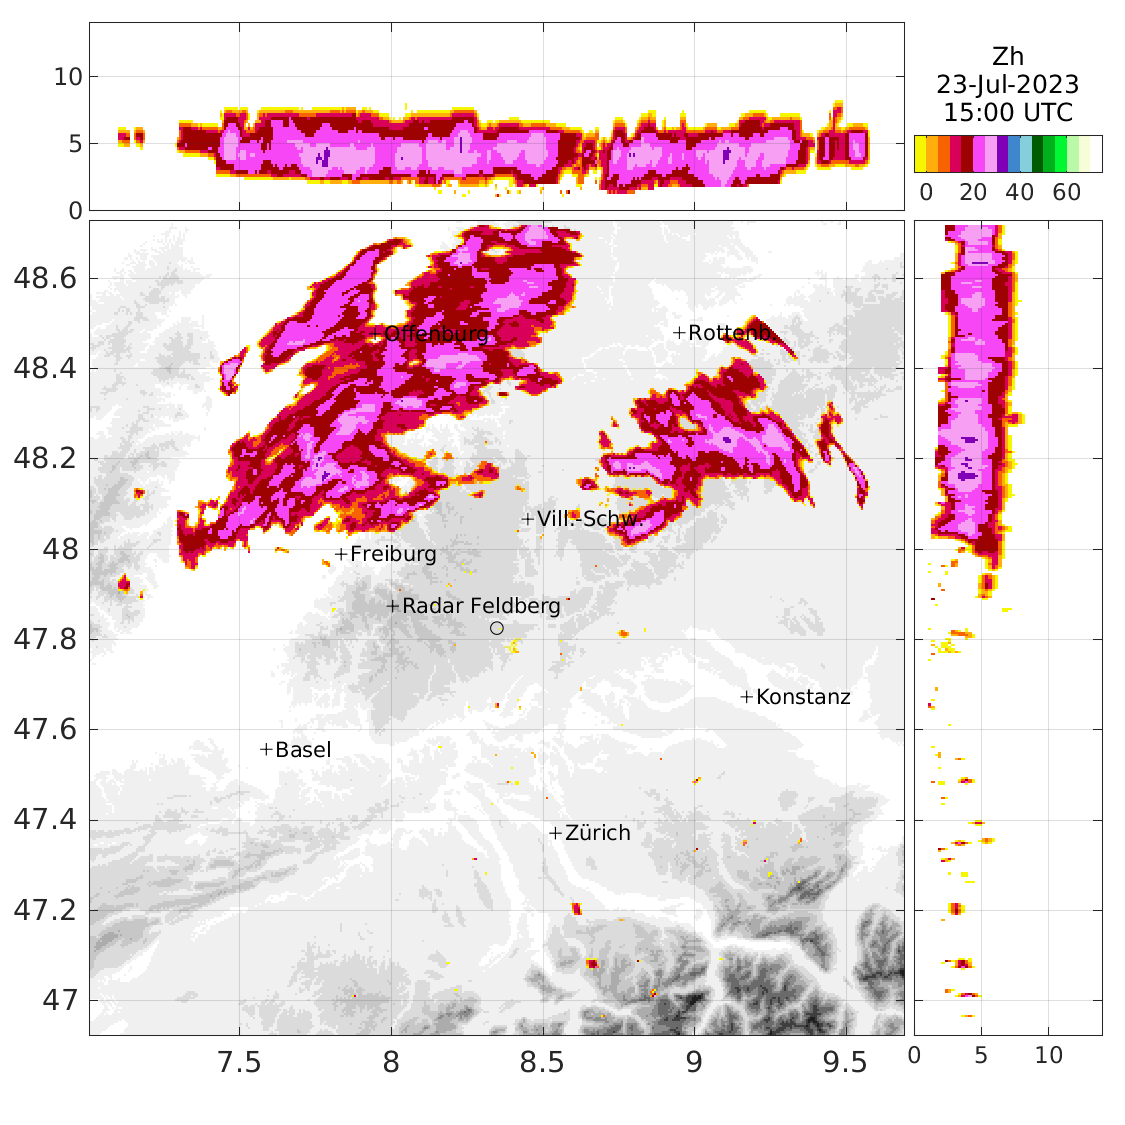 10
5
0
Zh
23-Jul-2023
15:00 UTC
0 20 40 60
48.6
48.4
48.2
48
47.8
47.6
47.4
47.2
47
Offenburg
Rottenb.
Vill.-Schw.
Freiburg
Radar Feldberg
Konstanz
Basel
Zürich
7.5 8 8.5 9 9.5
0 5 10